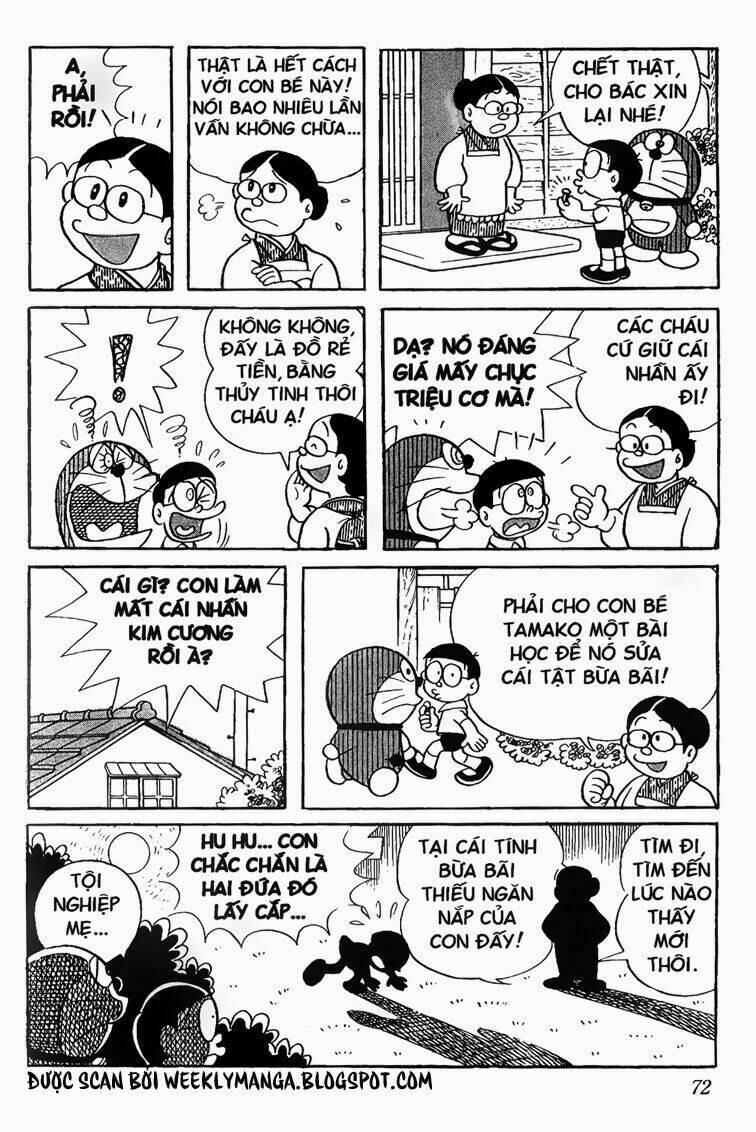 CHẾT THẬT,
CHO BÁC XIN
LẠI NHÉ!
THẬT LÀ HẾT CÁCH
VỚI CON BÉ NÀY!
NÓI BAO NHIÊU LẦN
VẪN KHÔNG CHỪA...
A,
PHẢI
RỒI!
CÁC CHÁU
CỨ GIỮ CÁI
NHẪN ẤY
ĐI!
DẠ? NÓ ĐÁNG
GIÁ MẤY CHỤC
TRIỆU CƠ MÀ!
KHÔNG KHÔNG,
ĐẤY LÀ ĐỒ RẺ
TIỀN, BẰNG
THỦY TINH THÔI
CHÁU Ạ!
!
PHẢI CHO CON BÉ
TAMAKO MỘT BÀI
HỌC ĐỂ NÓ SỬA
CÁI TẬT BỪA BÃI!
CÁI GÌ? CON LÀM
MẤT CÁI NHẪN
KIM CƯƠNG
RỒI À?
TÌM ĐI,
TÌM ĐẾN
LÚC NÀO
THẤY
MỚI
THÔI.
TẠI CÁI TÍNH
BỪA BÃI
THIẾU NGĂN
NẮP CỦA
CON ĐẤY!
HU HU... CON
CHẮC CHẮN LÀ
HAI ĐỨA ĐÓ
LẤY CẮP...
TỘI
NGHIỆP
MẸ...
ĐƯỢC SCAN BỞI WEEKLYMANGA.BLOGSPOT.COM
72